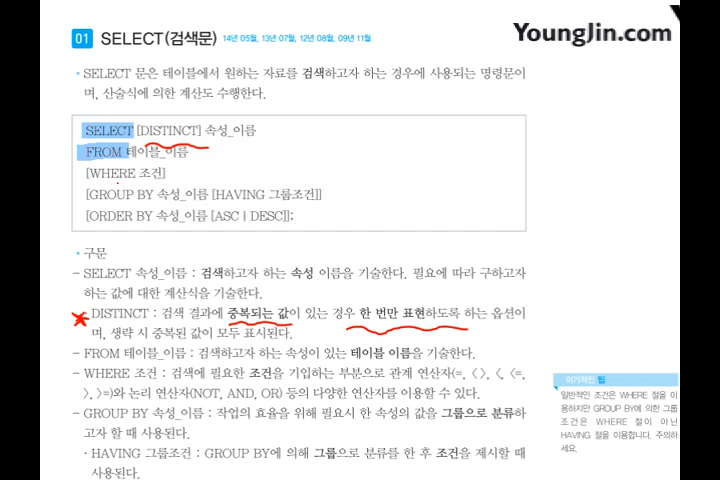 YoungJin.com
01 SELECT(검색문) 14년 05월, 13년 07월, 12년 08월, 09년 11월
• SELECT 문은 테이블에서 원하는 자료를 검색하고자 하는 경우에 사용되는 명령문이
며, 산술식에 의한 계산도 수행한다.
SELECT [DISTINCT] 속성_이름
FROM 테이블_이름
[WHERE 조건]
[GROUP BY 속성_이름 [HAVING 그룹조건]]
[ORDER BY 속성_이름 [ASC | DESC]];
• 구문
– SELECT 속성_이름 : 검색하고자 하는 속성 이름을 기술한다. 필요에 따라 구하고자
하는 값에 대한 계산식을 기술한다.
· DISTINCT : 검색 결과에 중복되는 값이 있는 경우 한 번만 표현하도록 하는 옵션이
며, 생략 시 중복된 값이 모두 표시된다.
– FROM 테이블_이름 : 검색하고자 하는 속성이 있는 테이블 이름을 기술한다.
– WHERE 조건 : 검색에 필요한 조건을 기입하는 부분으로 관계 연산자(=, 〈 〉, 〈, 〈=,
〉, 〉=)와 논리 연산자(NOT, AND, OR) 등의 다양한 연산자를 이용할 수 있다.
– GROUP BY 속성_이름 : 작업의 효율을 위해 필요시 한 속성의 값을 그룹으로 분류하
고자 할 때 사용된다.
· HAVING 그룹조건 : GROUP BY에 의해 그룹으로 분류를 한 후 조건을 제시할 때
사용된다.
아기적인 팁
일반적인 조건은 WHERE 절을 이
용하지만 GROUP BY에 의한 그룹
조건은 WHERE 절이 아닌
HAVING 절을 이용합니다. 주의하
세요.